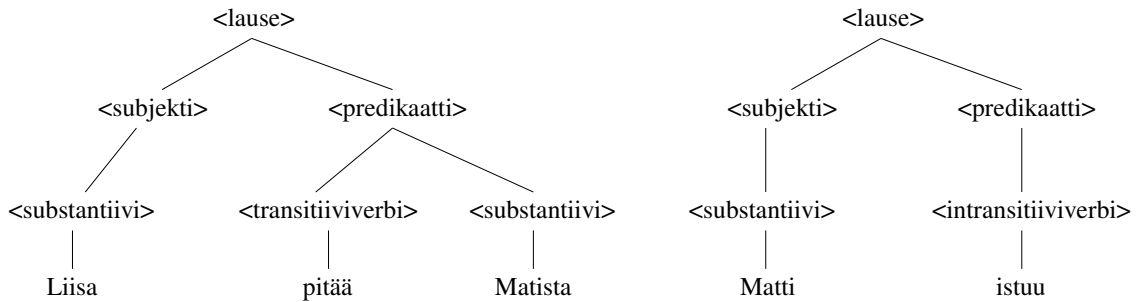 <lause> <lause>
<subjekti> <predikaatti> <subjekti> <predikaatti>
<substantiivi> <transitiiviverbi> <substantiivi> <substantiivi> <intransitiiviverbi>
Liisa pitää Matista Matti istuu